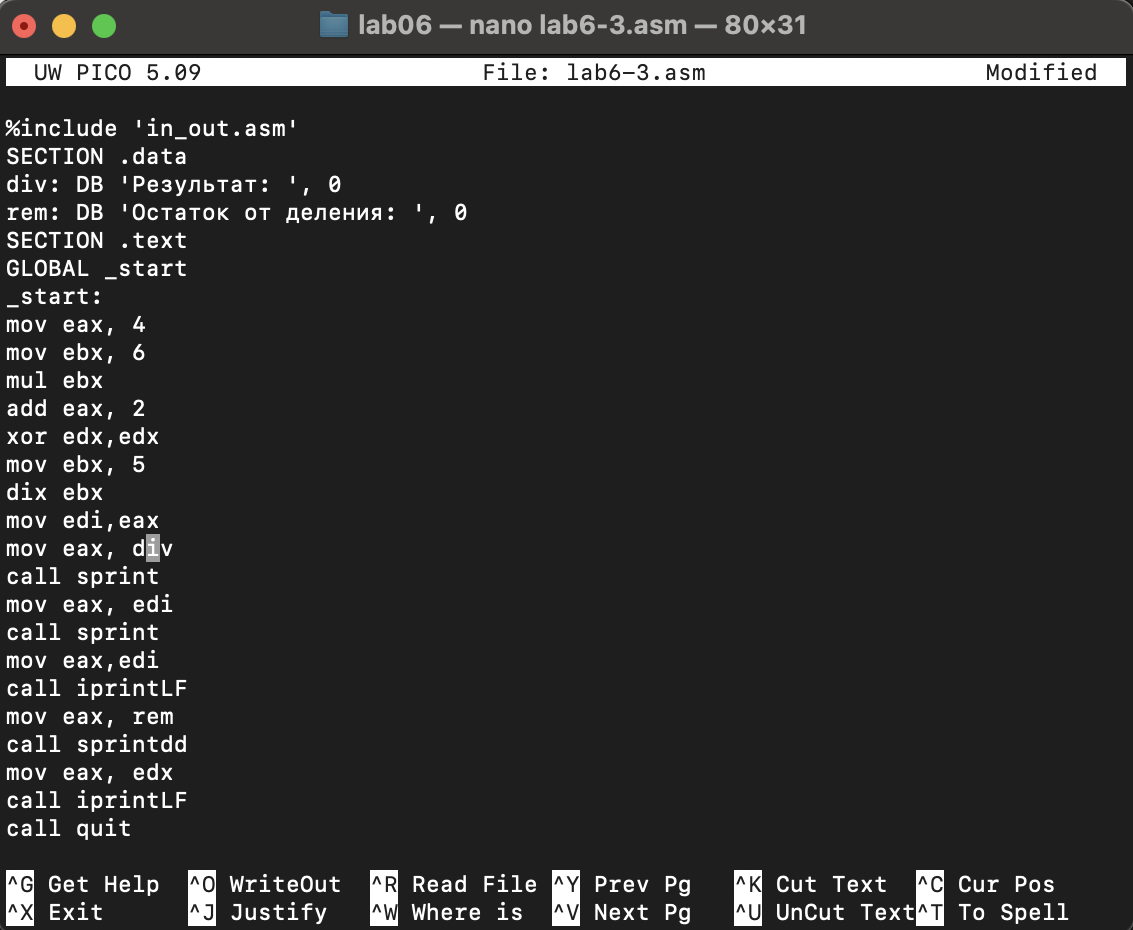 lab06 — nano lab6-3.asm — 80×31
UW PICO 5.09 File: lab6-3.asm Modified
%include 'in_out.asm'
SECTION .data
div: DB 'Результат: ', 0
rem: DB 'Остаток от деления: ', 0
SECTION .text
GLOBAL _start
_start:
mov eax, 4
mov ebx, 6
mul ebx
add eax, 2
xor edx,edx
mov ebx, 5
dix ebx
mov edi,eax
mov eax, div
call sprint
mov eax, edi
call sprint
mov eax,edi
call iprintLF
mov eax, rem
call sprintdd
mov eax, edx
call iprintLF
call quit
^G Get Help ^O WriteOut ^R Read File ^Y Prev Pg ^K Cut Text ^C Cur Pos
^X Exit ^J Justify ^W Where is ^V Next Pg ^U UnCut Text ^T To Spell